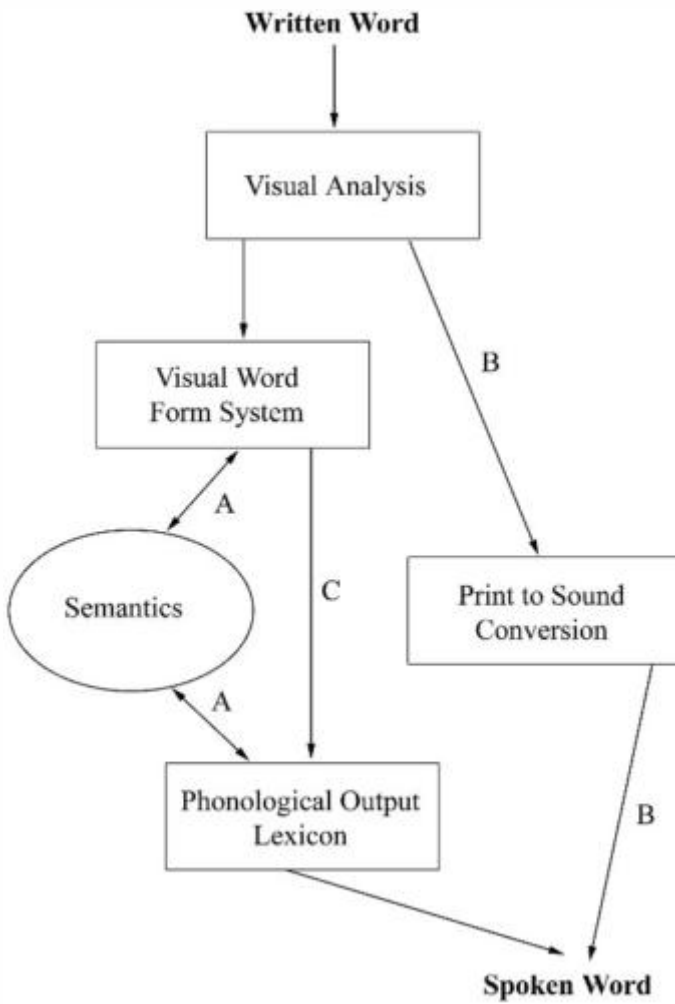 Written Word
Visual Analysis
B
Visual Word
Form System
A
Semantics
C
Print to Sound
Conversion
A
Phonological Output
Lexicon
B
Spoken Word